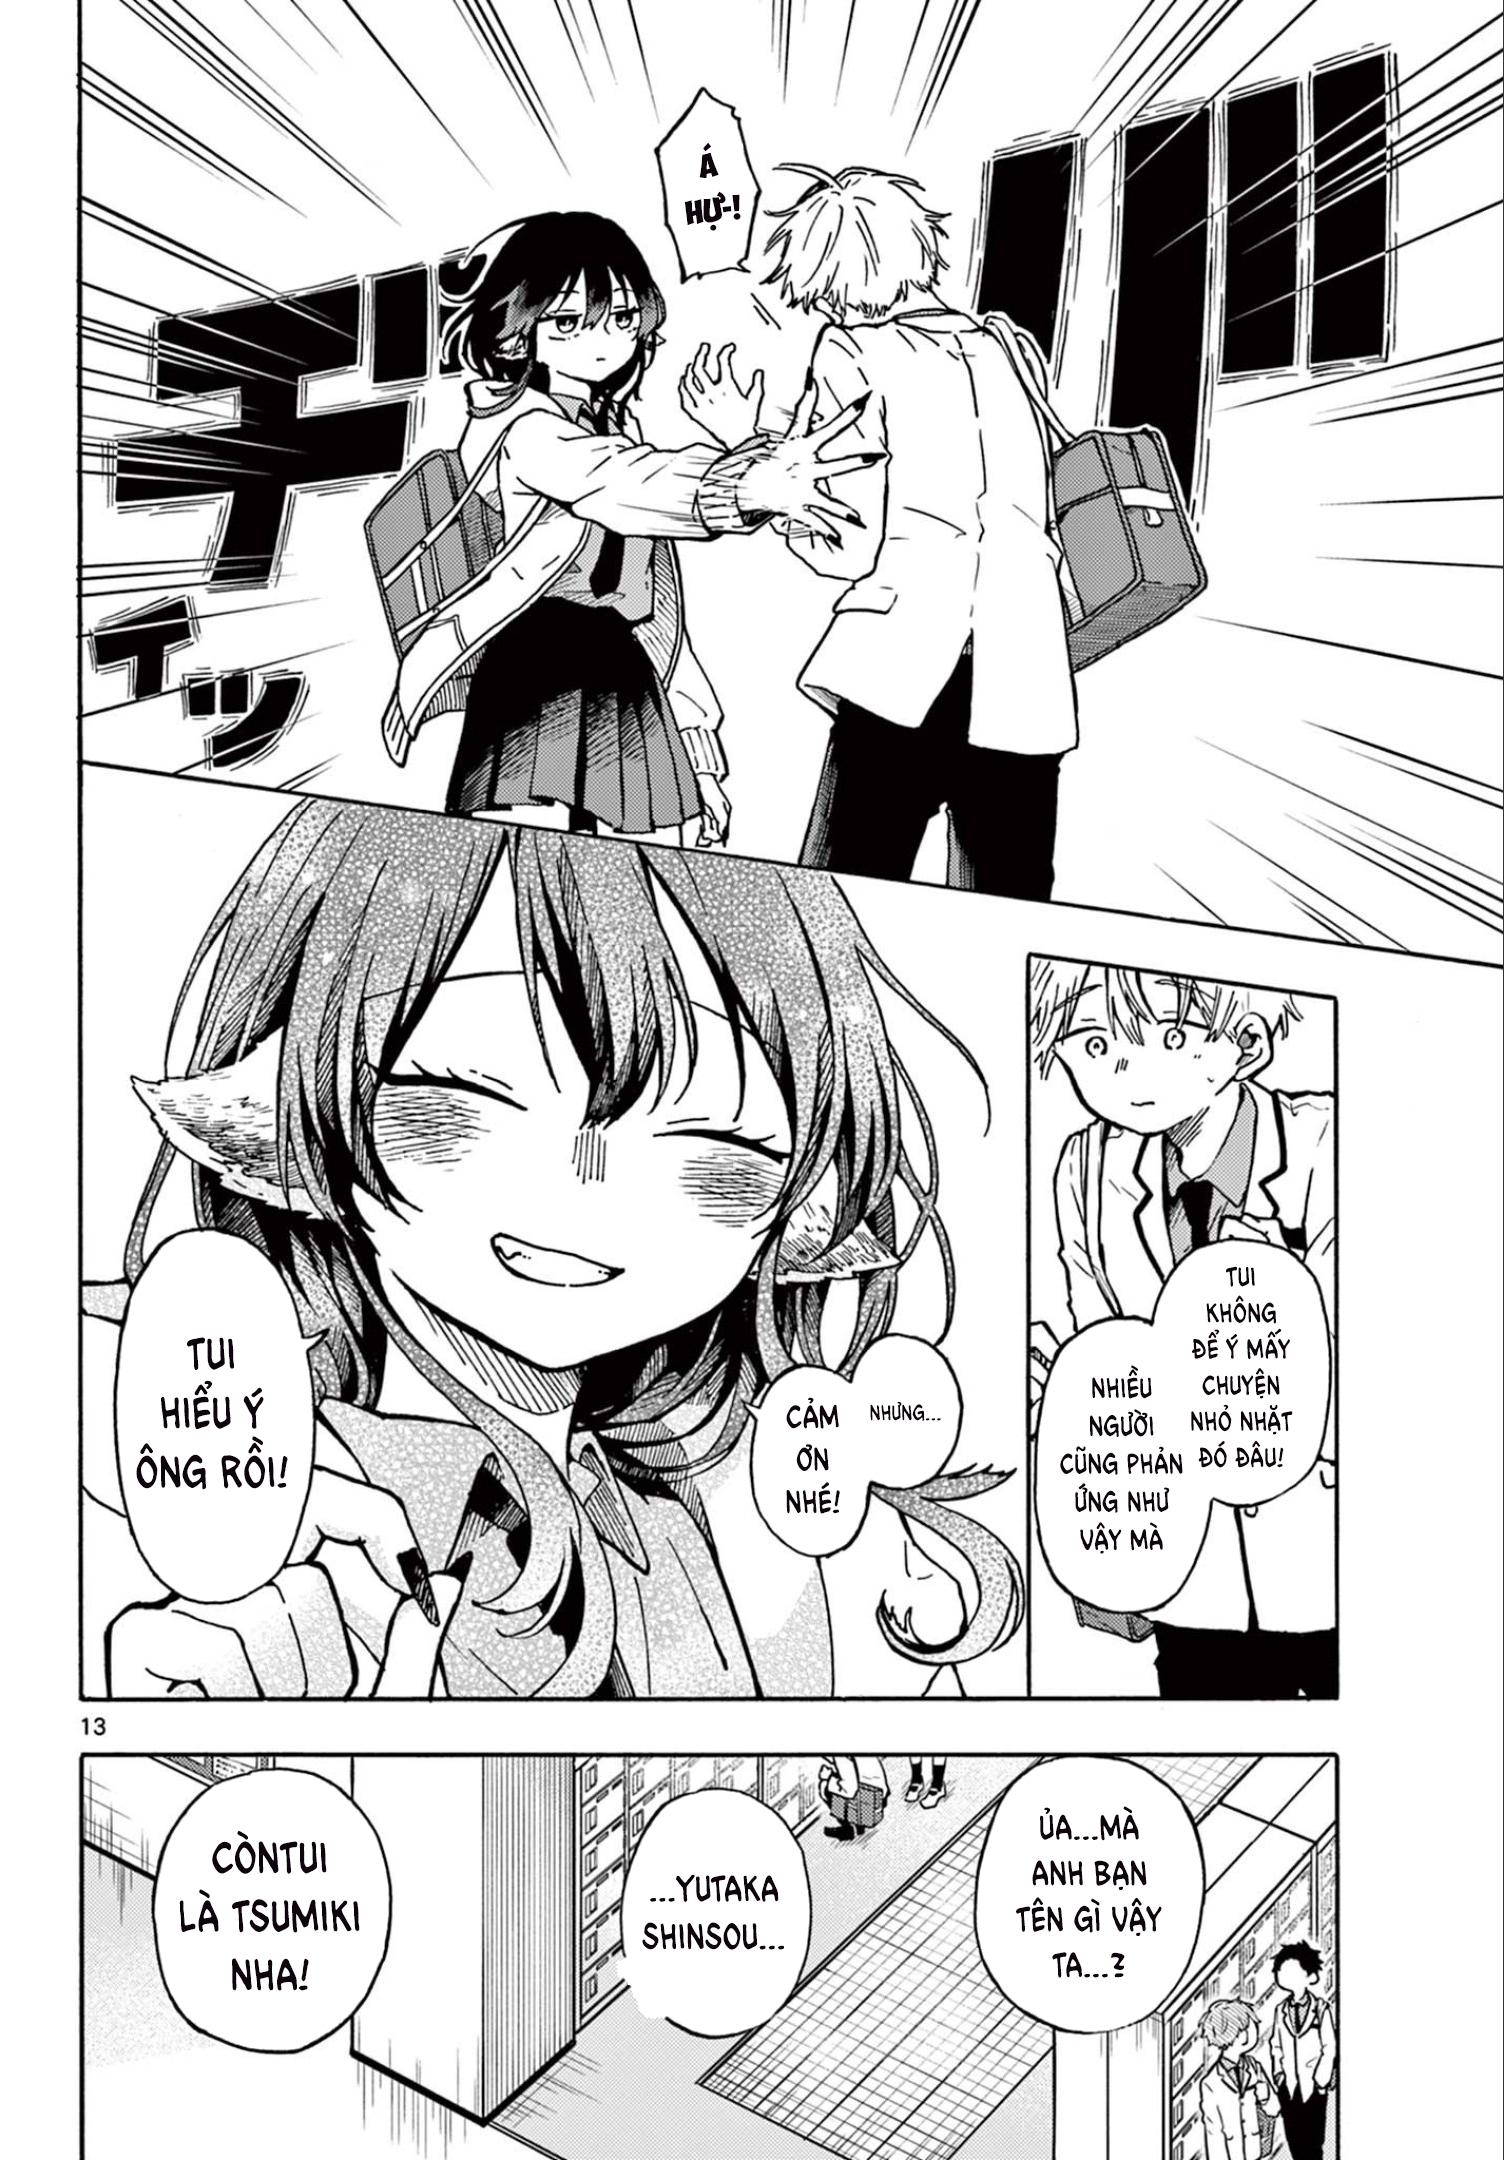 Á
HỰ-!
ティッ
TUI
KHÔNG
ĐỂ Ý MẤY
CHUYỆN
NHỎ NHẶT
ĐÓ ĐÂU!
NHIỀU
NGƯỜI
CŨNG PHẢN
ỨNG NHƯ
VẬY MÀ
NHƯNG...
CẢM
ƠN
NHÉ!
TUI
HIỂU Ý
ÔNG RỒI!
13
ỦA...MÀ
ANH BẠN
TÊN GÌ VẬY
TA...?
...YUTAKA
SHINSOU...
CÒNTUI
LÀ TSUMIKI
NHA!